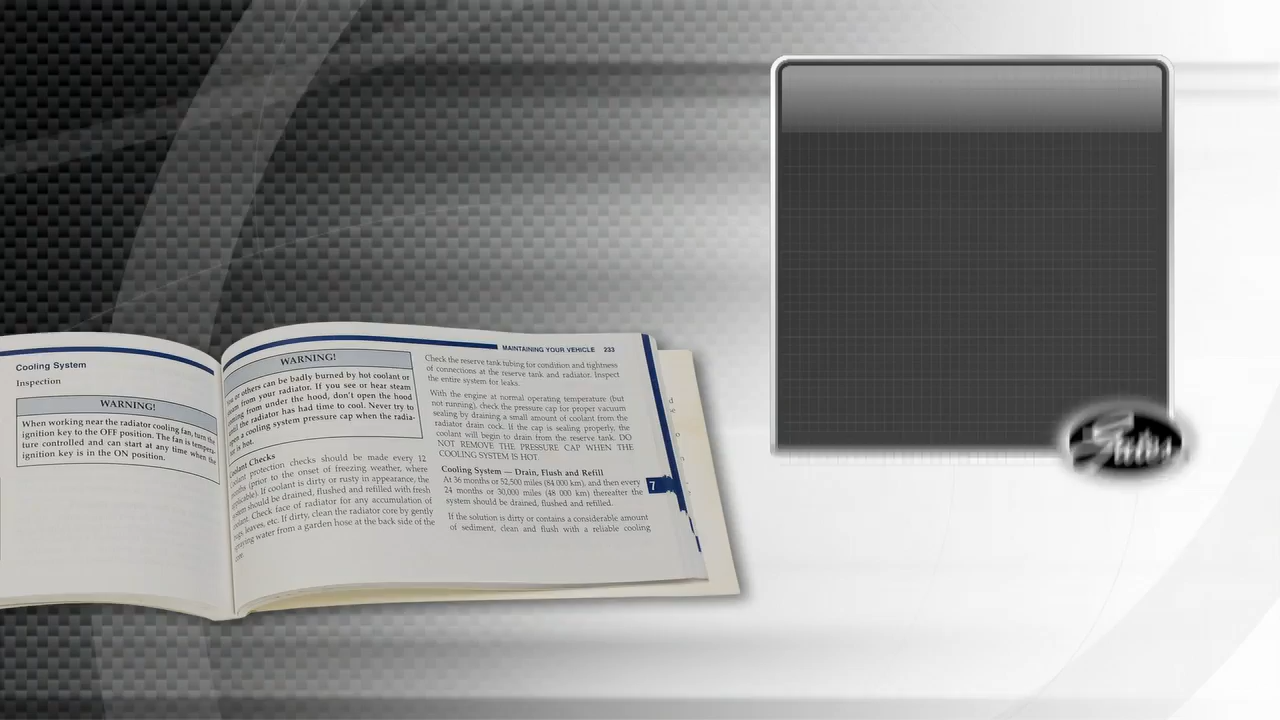 Cooling System
Inspection
WARNING!
When working near the radiator cooling fan, turn the
ignition key to the OFF position. The fan is tempera-
ture controlled and can start at any time when the
ignition key is in the ON position.
MAINTAINING YOUR VEHICLE 233
WARNING!
or others can be badly burned by hot coolant or
from your radiator. If you see or hear steam
from under the hood, don't open the hood
until the radiator has had time to cool. Never try to
open a cooling system pressure cap when the radia-
is hot.
Coolant Checks
protection checks should be made every 12
(prior to the onset of freezing weather, where
If coolant is dirty or rusty in appearance, the
system should be drained, flushed and refilled with fresh
Check face of radiator for any accumulation of
leaves, etc. If dirty, clean the radiator core by gently
spraying water from a garden hose at the back side of the
Check the reserve tank tubing for condition and tightness
of connections at the reserve tank and radiator. Inspect
the entire system for leaks.
With the engine at normal operating temperature (but
not running), check the pressure cap for proper vacuum
sealing by draining a small amount of coolant from the
radiator drain cock. If the cap is sealing properly, the
coolant will begin to drain from the reserve tank. DO
NOT REMOVE THE PRESSURE CAP WHEN THE
COOLING SYSTEM IS HOT.
Cooling System — Drain, Flush and Refill
At 36 months or 52,500 miles (84 000 km), and then every
24 months or 30,000 miles (48 000 km) thereafter the
system should be drained, flushed and refilled.
If the solution is dirty or contains a considerable amount
of sediment, clean and flush with a reliable cooling
7